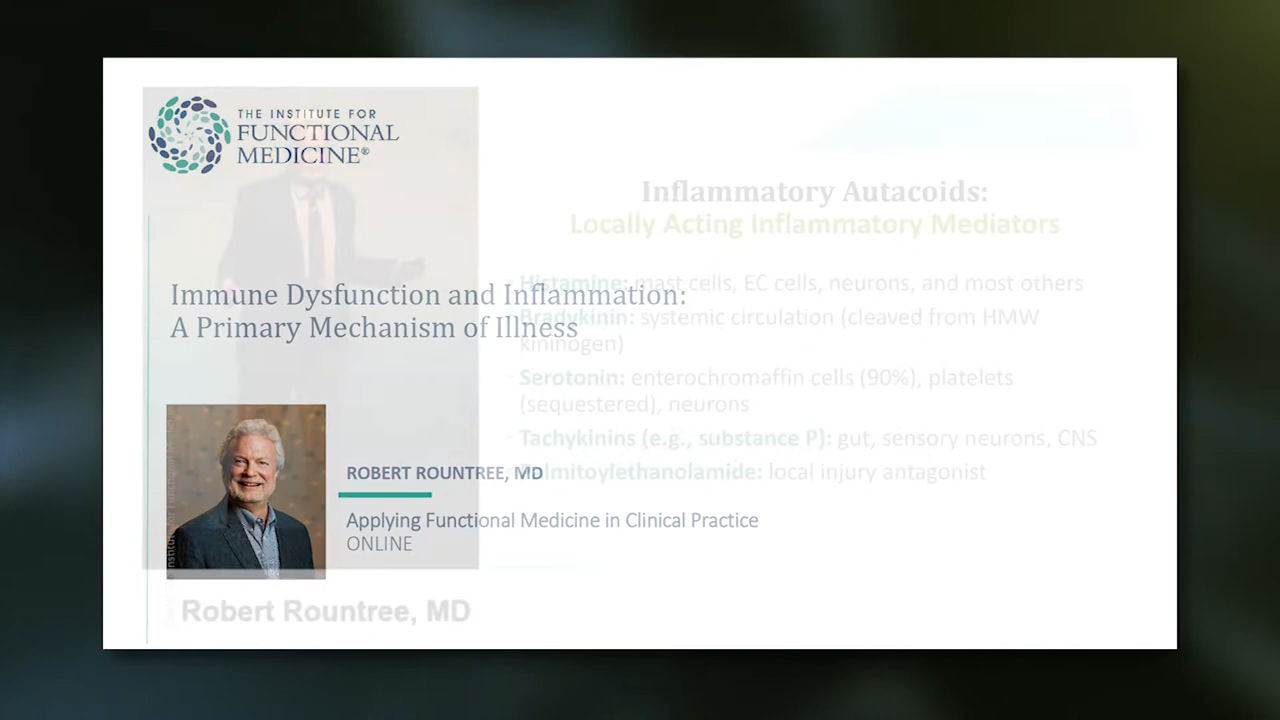 THE INSTITUTE FOR
FUNCTIONAL
MEDICINE®
Immune Dysfunction and Inflammation:
A Primary Mechanism of Illness
ROBERT ROUNTREE, MD
Applying Functional Medicine in Clinical Practice
ONLINE
Robert Rountree, MD
Inflammatory Autacoids:
Locally Acting Inflammatory Mediators
Histamine: mast cells, EC cells, neurons, and most others
Bradykinin: systemic circulation (cleaved from HMW
kininogen)
Serotonin: enterochromaffin cells (90%), platelets
(sequestered), neurons
Tachykinins (e.g., substance P): gut, sensory neurons, CNS
Palmitoylethanolamide: local injury antagonist